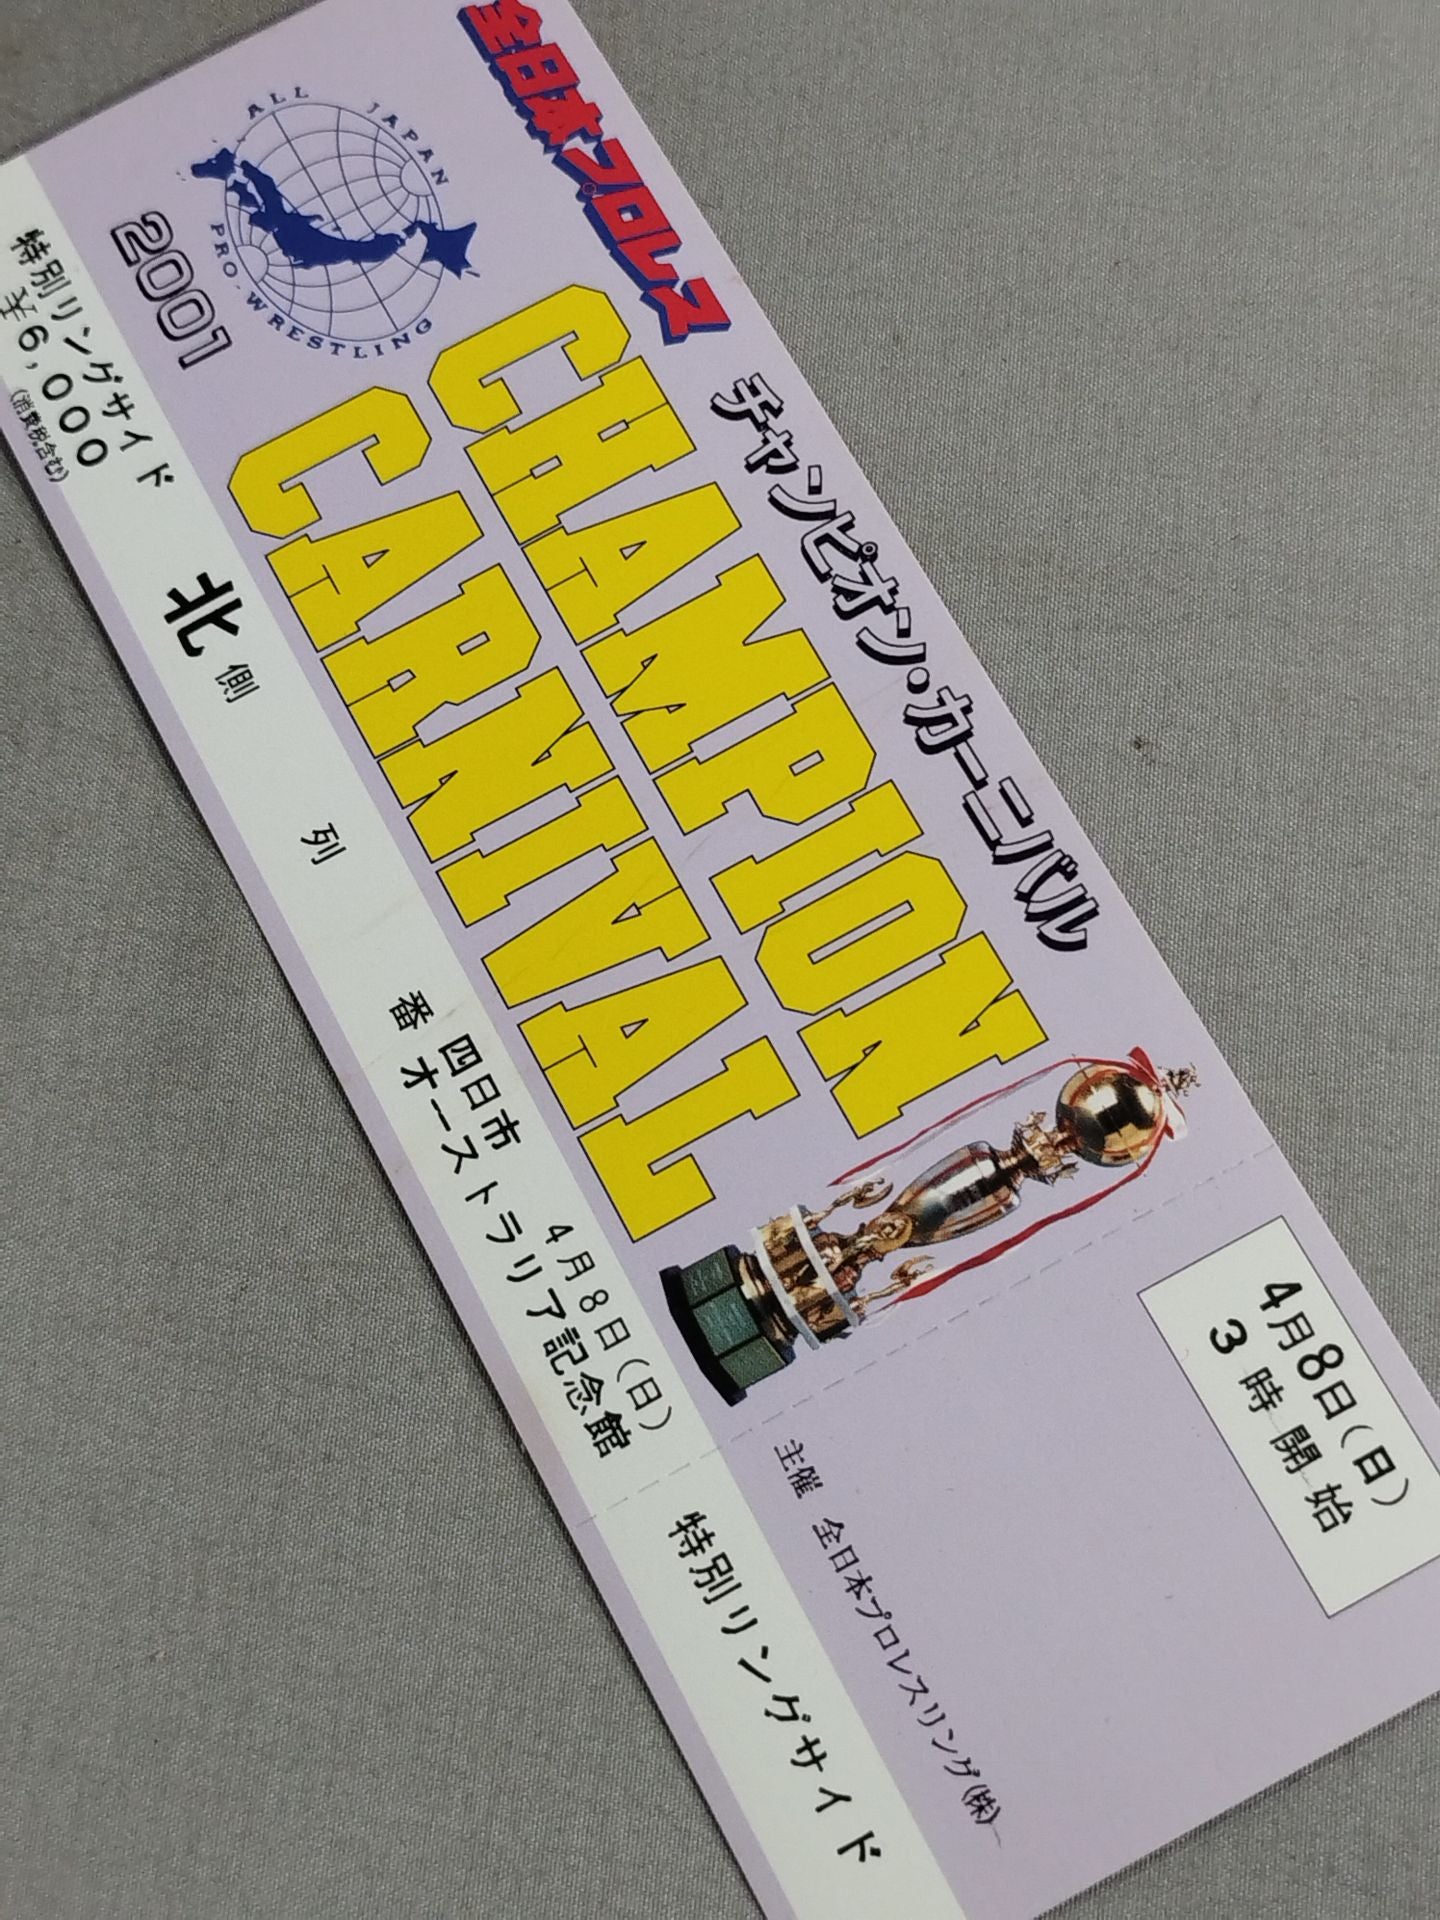 全日本プロレス
ALL JAPAN
PRO-WRESTLING
2001
チャンピオン・カーニバル
CHAMPION
CARNIVAL
特別リングサイド
¥6,000
(消費税含む)
北側
列
番
四日市 4月8日(日)
オーストラリア記念館
4月8日(日)
3時開始
主催 全日本プロレスリング(株)
特別リングサイド